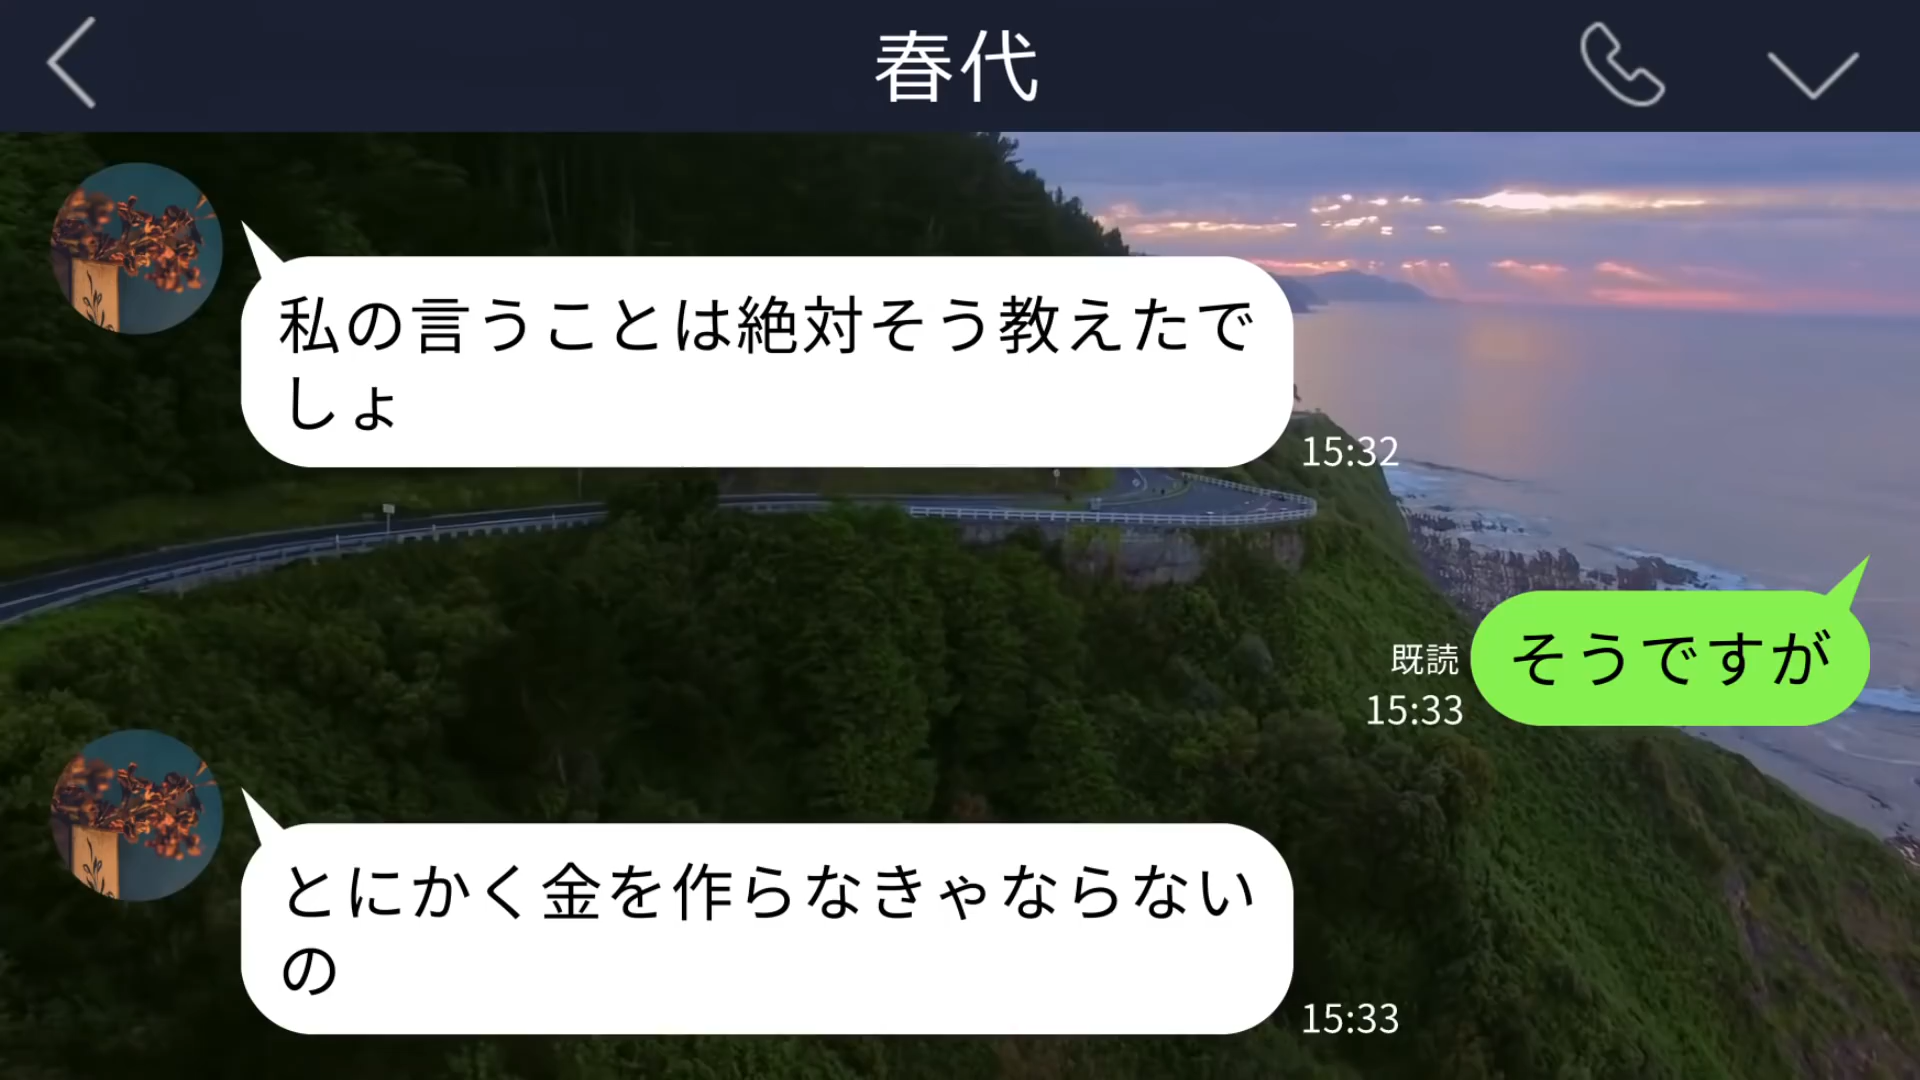 春代
私の言うことは絶対そう教えたで
しょ
15:32
そうですが
既読
15:33
とにかく金を作らなきゃならない
の
15:33